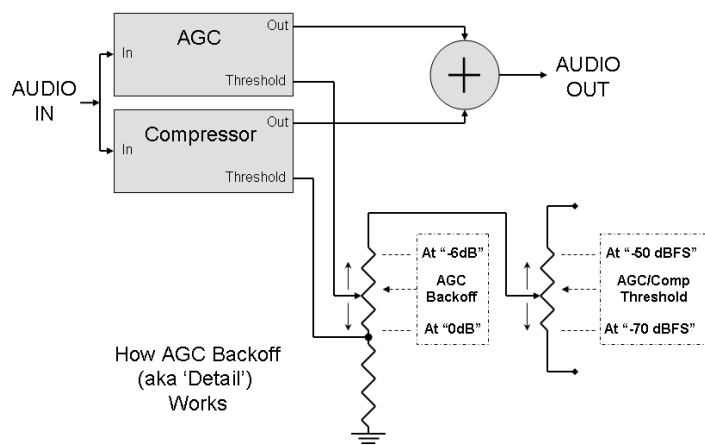 AGC
Out
In
Threshold
AUDIO
IN
Compressor
Out
In
Threshold
+
AUDIO
OUT
At “-6dB”
AGC
Backoff
At “0dB”
At “-50 dBFS”
AGC/Comp
Threshold
At “-70 dBFS”
How AGC Backoff
(aka ‘Detail’)
Works